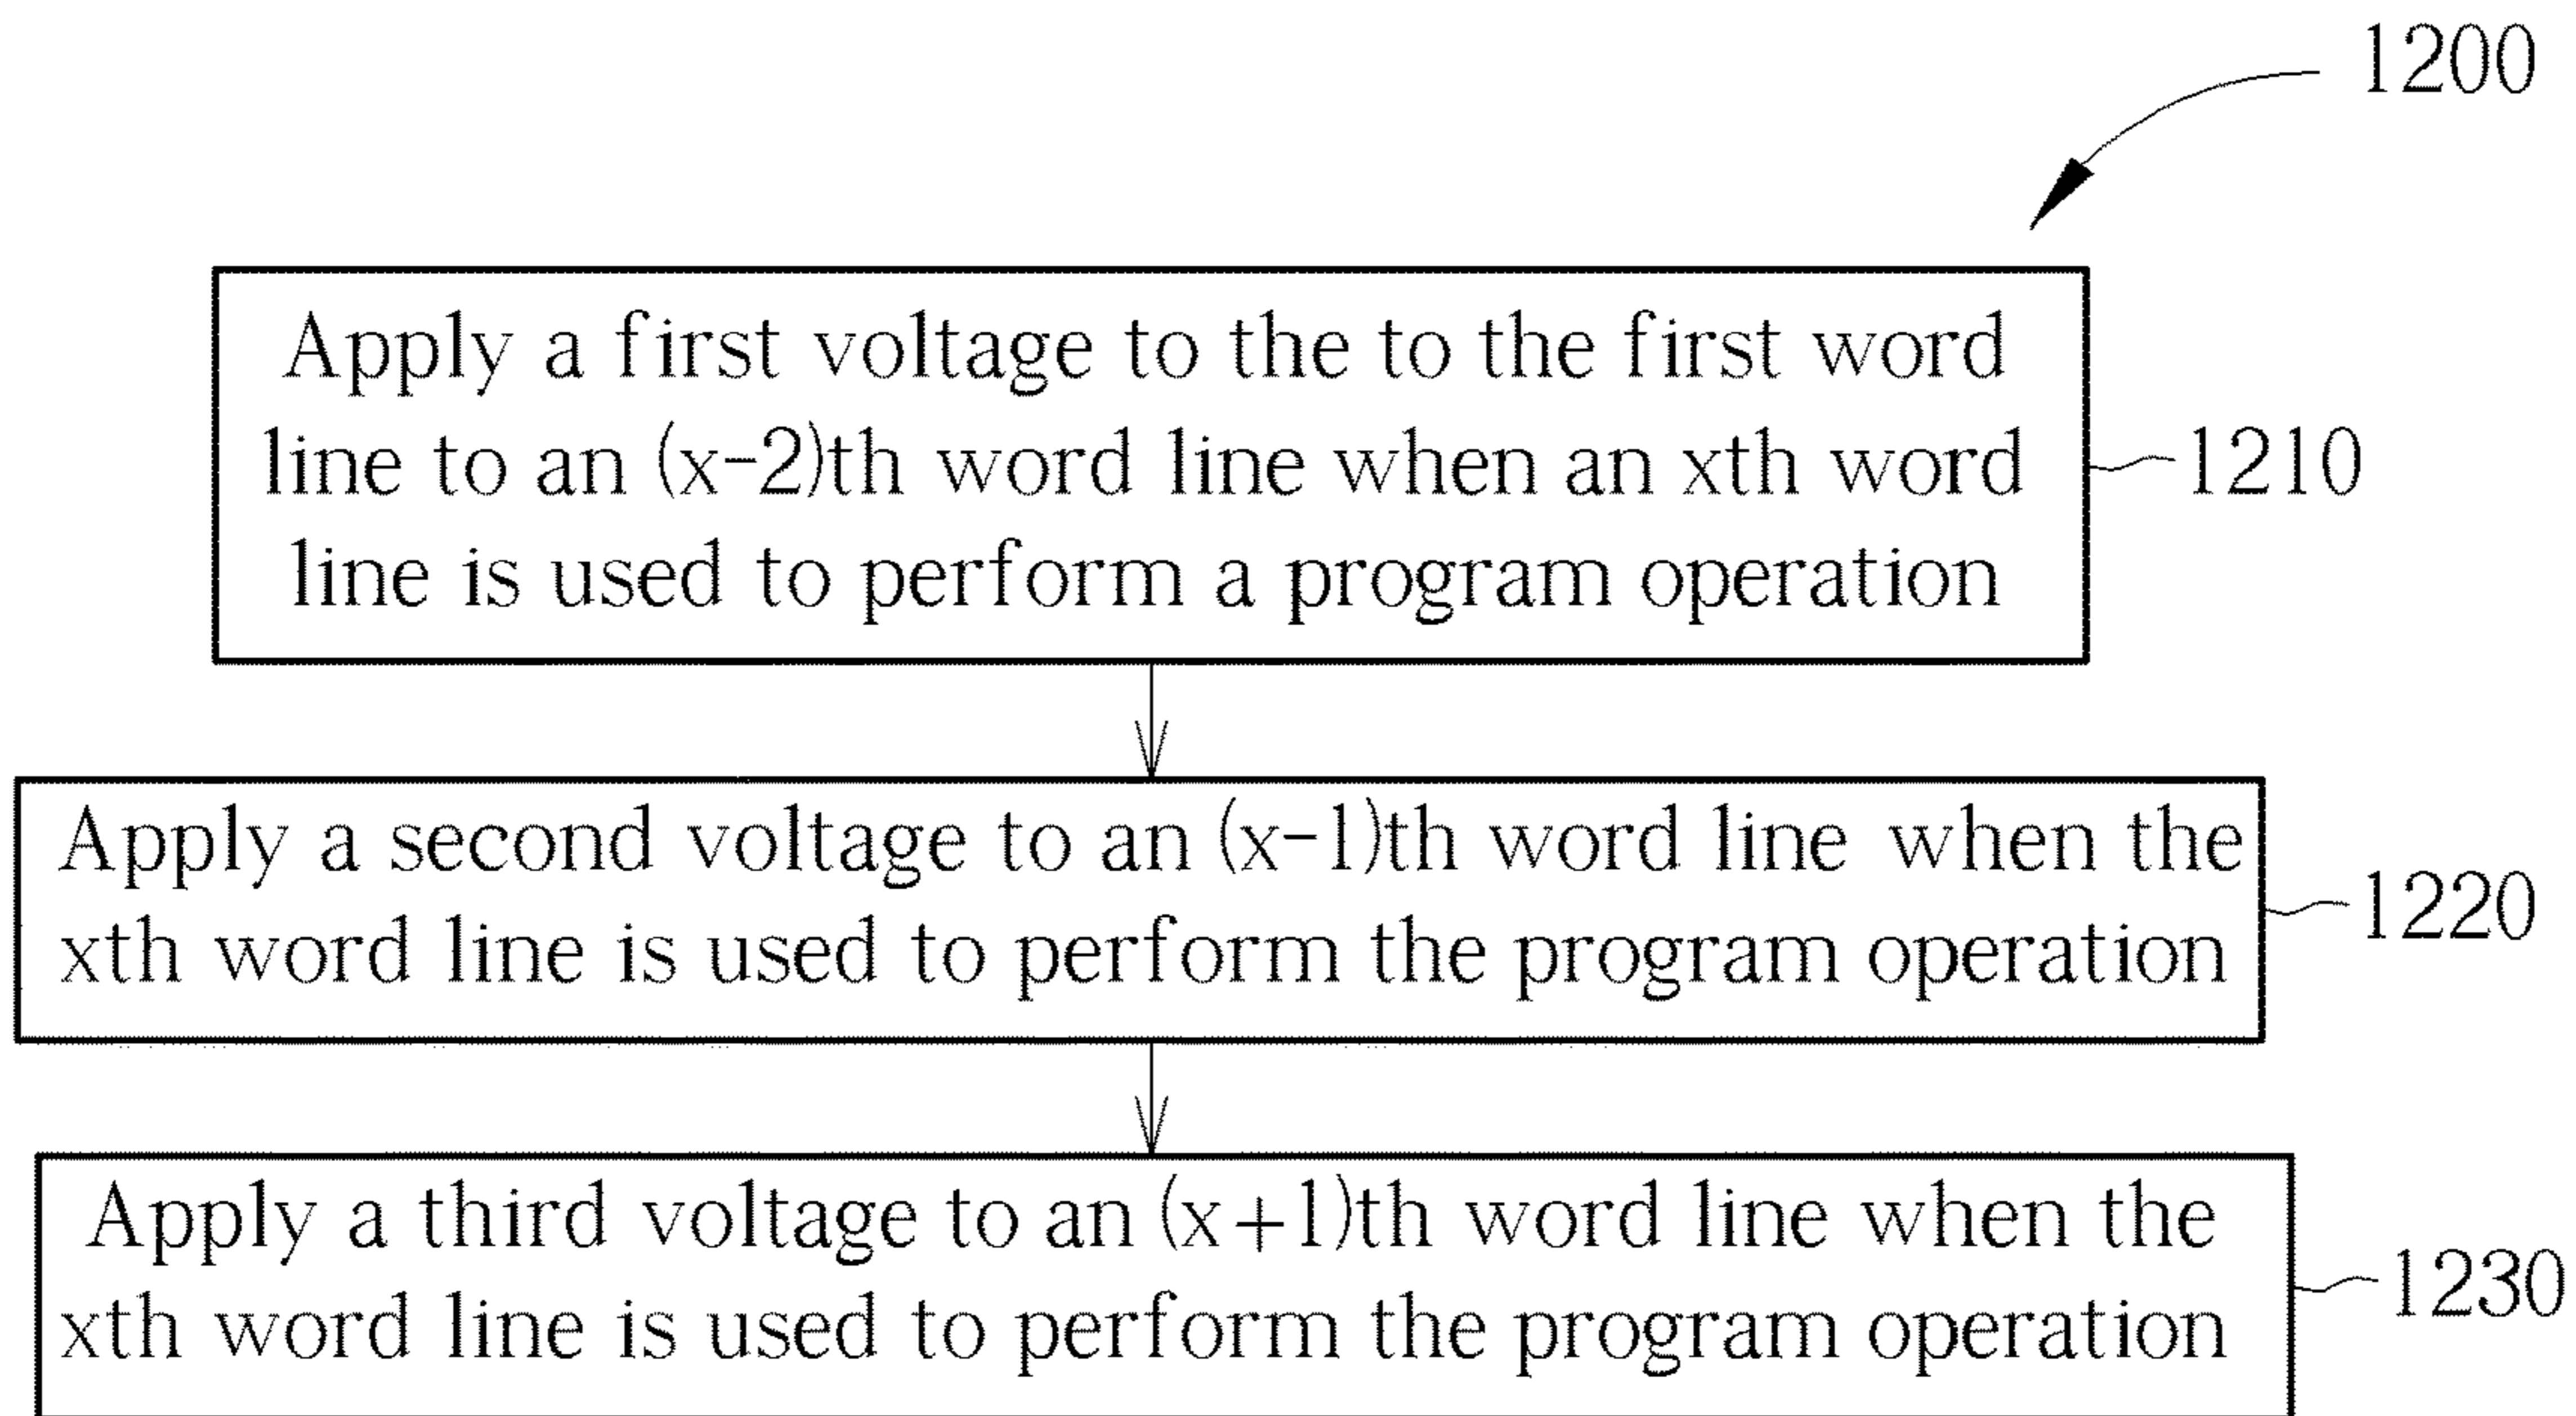 1200
Apply a first voltage to the to the first word
line to an (x-2)th word line when an xth word
line is used to perform a program operation
1210
Apply a second voltage to an (x-1)th word line when the
xth word line is used to perform the program operation
1220
Apply a third voltage to an (x+1)th word line when the
xth word line is used to perform the program operation
1230